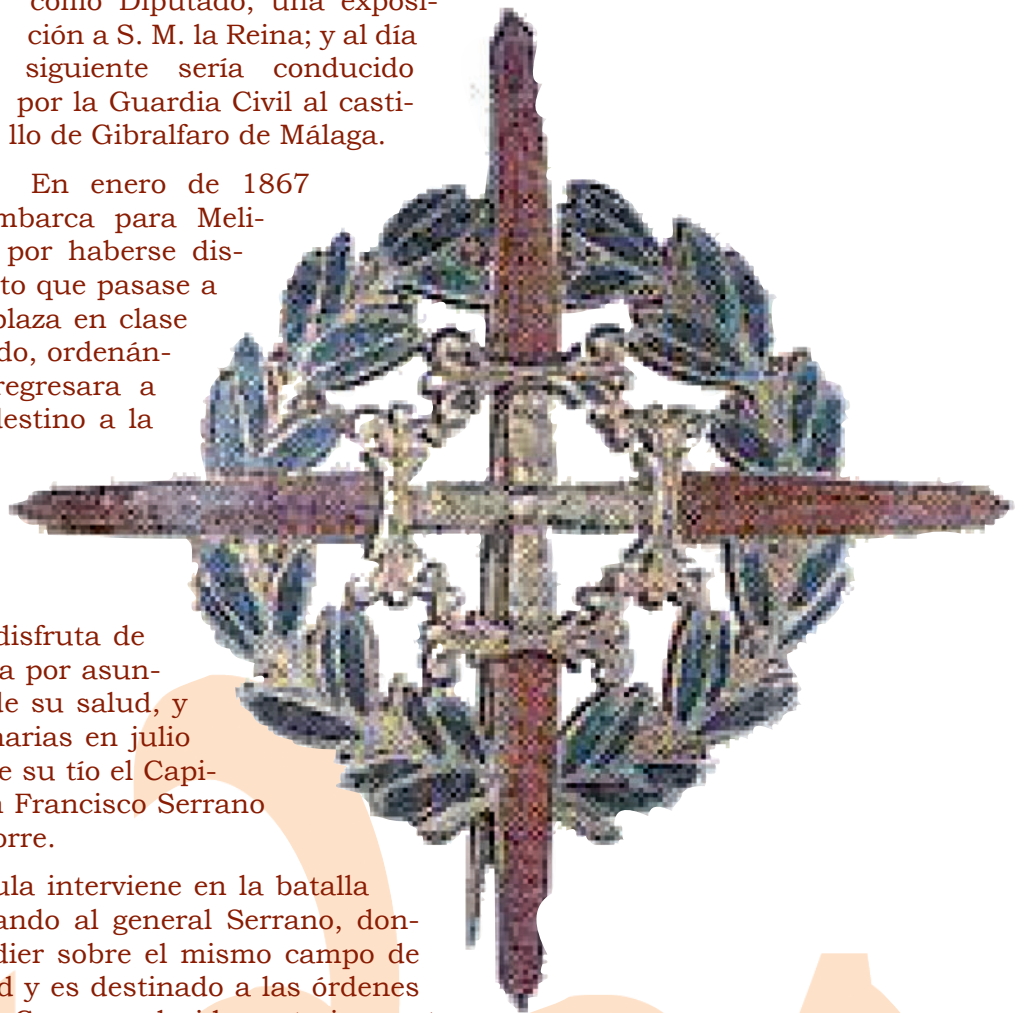 como Diputado, una exposi-
ción a S. M. la Reina; y al día
siguiente sería conducido
por la Guardia Civil al casti-
llo de Gibralfaro de Málaga.
En enero de 1867
mbarca para Meli-
por haberse dis-
to que pasase a
plaza en clase
do, ordenán-
regresara a
destino a la
disfruta de
a por asun-
de su salud, y
narias en julio
e su tío el Capi-
n Francisco Serrano
orre.
ula interviene en la batalla
ando al general Serrano, don-
dier sobre el mismo campo de
d y es destinado a las órdenes